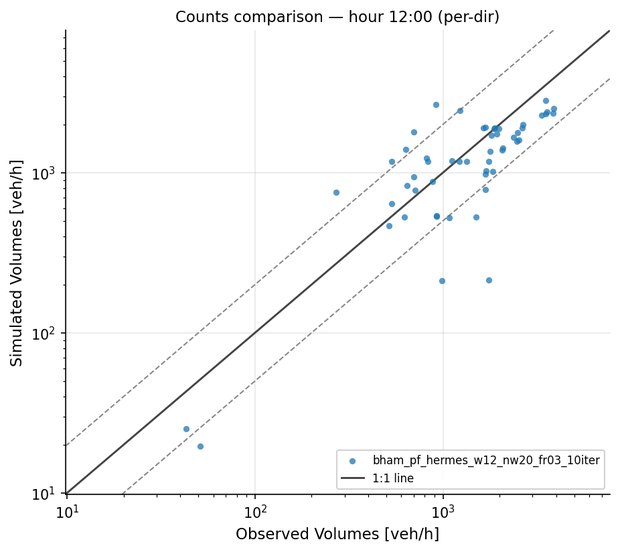 Counts comparison — hour 12:00 (per-dir)
Simulated Volumes [veh/h]
10³
10²
10¹
10¹ 10² 10³
Observed Volumes [veh/h]
bham_pf_hermes_w12_nw20_fr03_10iter
1:1 line